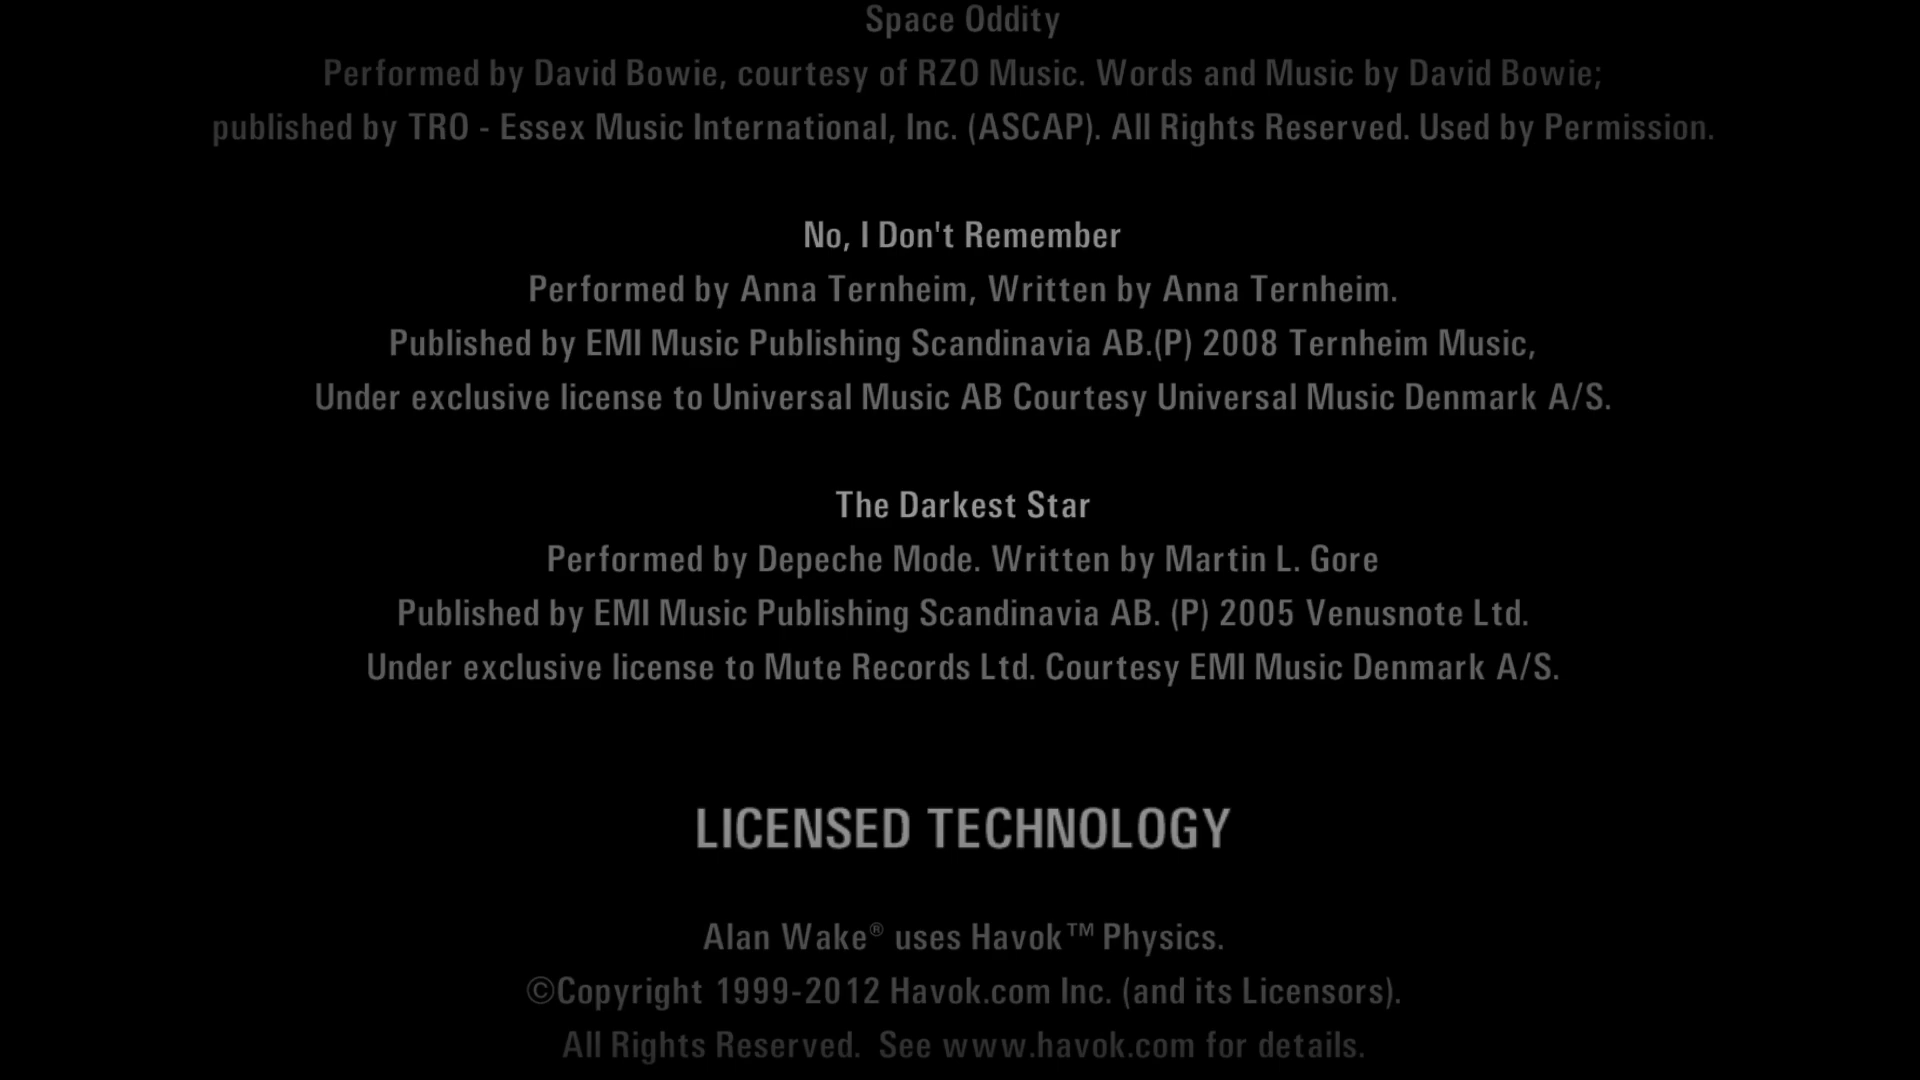 Space Oddity
Performed by David Bowie, courtesy of RZO Music. Words and Music by David Bowie;
published by TRO - Essex Music International, Inc. (ASCAP). All Rights Reserved. Used by Permission.
No, I Don't Remember
Performed by Anna Ternheim, Written by Anna Ternheim.
Published by EMI Music Publishing Scandinavia AB.(P) 2008 Ternheim Music,
Under exclusive license to Universal Music AB Courtesy Universal Music Denmark A/S.
The Darkest Star
Performed by Depeche Mode. Written by Martin L. Gore
Published by EMI Music Publishing Scandinavia AB. (P) 2005 Venusnote Ltd.
Under exclusive license to Mute Records Ltd. Courtesy EMI Music Denmark A/S.
LICENSED TECHNOLOGY
Alan Wake® uses Havok™ Physics.
©Copyright 1999-2012 Havok.com Inc. (and its Licensors).
All Rights Reserved.  See www.havok.com for details.